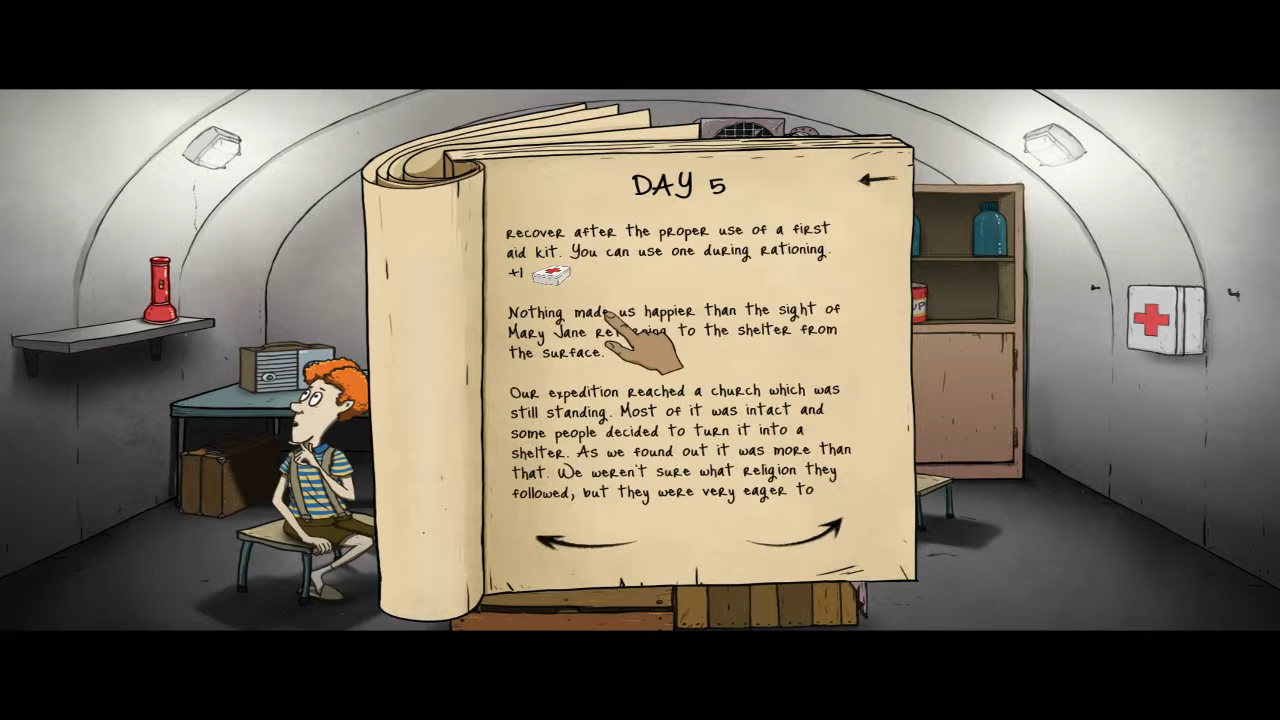 DAY 5
recover after the proper use of a first
aid kit. You can use one during rationing.
+1
Nothing made us happier than the sight of
Mary Jane to the shelter from
the surface.
Our expedition reached a church which was
still standing. Most of it was intact and
some people decided to turn it into a
shelter. As we found out it was more than
that. We weren't sure what religion they
followed, but they were very eager to